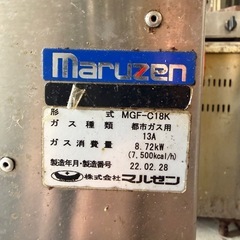 maruzen
形式 MGF-C18K
ガス種類 都市ガス用
13A
ガス消費量 8.72kW
(7,500kcal/h)
製造年月・製造番号 22.02.28
株式会社マルゼン